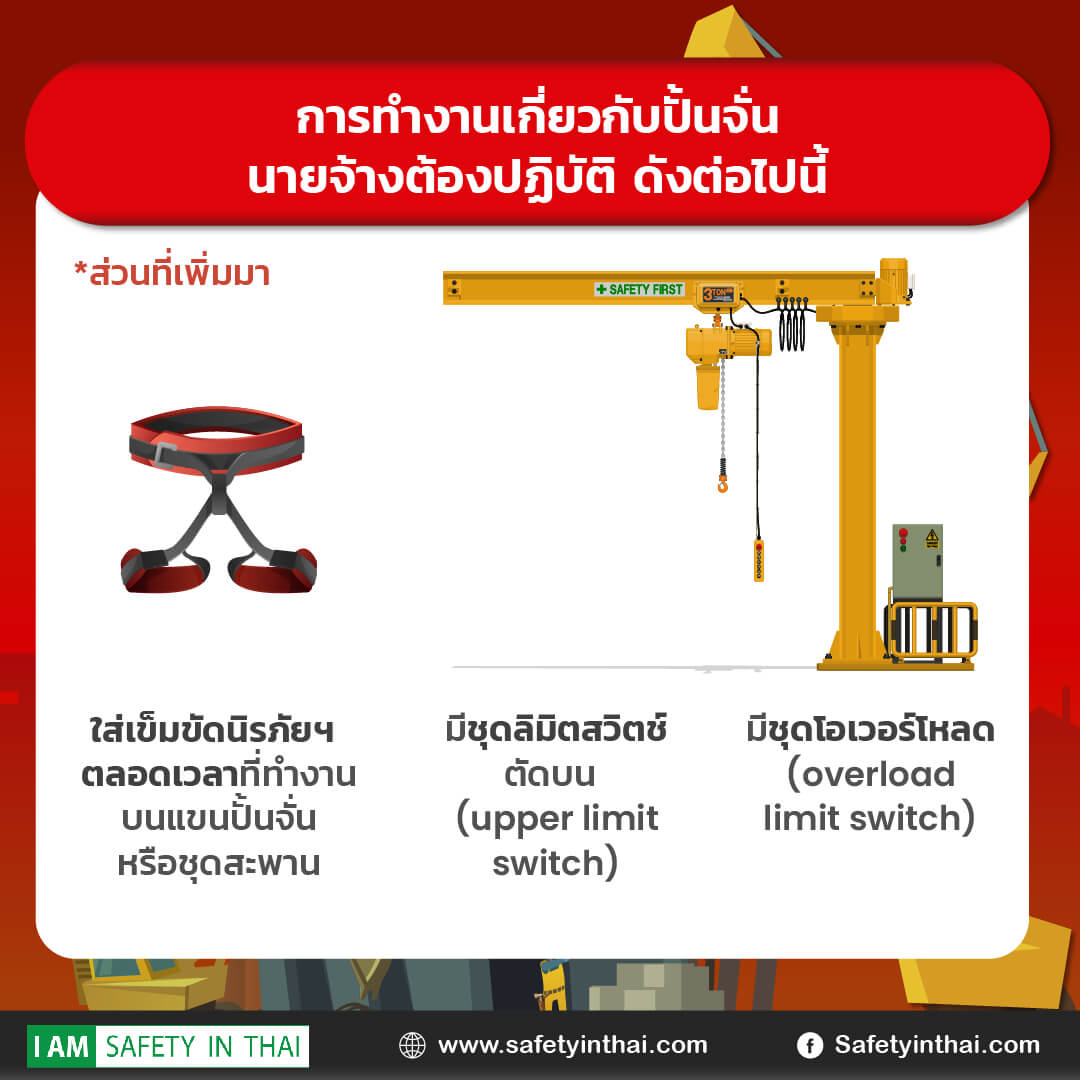 การทำงานเกี่ยวกับปั้นจั่น
นายจ้างต้องปฏิบัติ ดังต่อไปนี้
*ส่วนที่เพิ่มมา
+ SAFETY FIRST
3 TON
ใส่เข็มขัดนิรภัยฯ
ตลอดเวลาที่ทำงาน
บนแขนปั้นจั่น
หรือชุดสะพาน
มีชุดลิมิตสวิตช์
ตัดบน
(upper limit
switch)
มีชุดโอเวอร์โหลด
(overload
limit switch)
I AM SAFETY IN THAI
www.safetyinthai.com
Safetyinthai.com